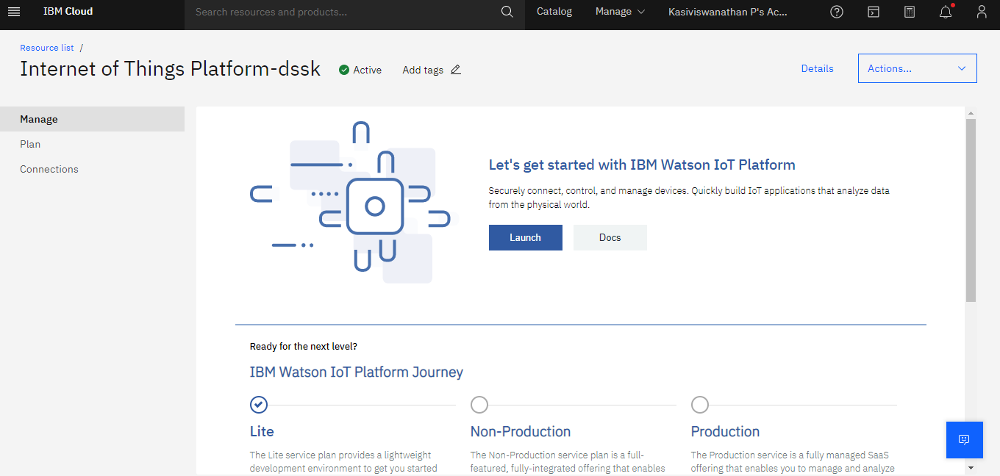 IBM Cloud
Search resources and products...
Catalog
Manage
Kasiviswanathan P's Ac...
Resource list /
Internet of Things Platform-dssk
Active
Add tags
Details
Actions...
Manage
Plan
Connections
Let's get started with IBM Watson IoT Platform
Securely connect, control, and manage devices. Quickly build IoT applications that analyze data
from the physical world.
Launch
Docs
Ready for the next level?
IBM Watson IoT Platform Journey
Lite
The Lite service plan provides a lightweight
development environment to get you started
Non-Production
The Non-Production service plan is a full-
featured, fully-integrated offering that enables
Production
The Production service is a fully managed SaaS
offering that enables you to manage and analyze